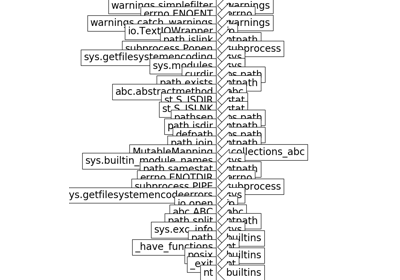 warnings.simplefilter warnings
errno.ENOENT errno
warnings.catch_warnings warnings
io.TextIOWrapper
path.islink ntpath
subprocess.Popen subprocess
sys.getfilesystemencoding sys
sys.modules sys
curdir os.path
path.exists ntpath
abc.abstractmethod abc
st.S_ISDIR stat
st.S_ISLNK stat
pathsep os.path
path.isdir ntpath
defpath os.path
path.join ntpath
MutableMapping _collections_abc
sys.builtin_module_names sys
path.samestat ntpath
errno.ENOTDIR errno
subprocess.PIPE subprocess
sys.getfilesystemencodeerrors sys
io.open io
abc.ABC abc
path.split ntpath
sys.exc_info sys
path builtins
_have_functions nt
posix builtins
_exit nt
nt builtins